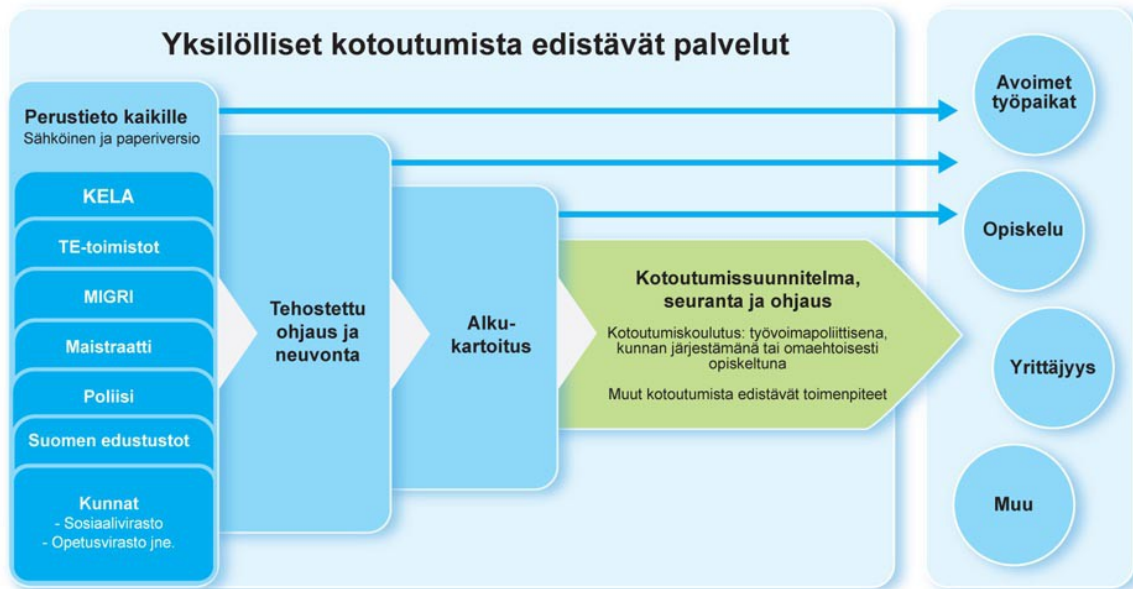 Yksilölliset kotoutumista edistävät palvelut
Perustieto kaikille
Sähköinen ja paperiversio
KELA
TE-toimistot
MIGRI
Maistraatti
Poliisi
Suomen edustustot
Kunnat
- Sosiaalivirasto
- Opetusvirasto jne.
Tehostettu
ohjaus ja
neuvonta
Alku-
kartoitus
Kotoutumissuunnitelma,
seuranta ja ohjaus
Kotoutumiskoulutus: työvoimapoliittisena,
kunnan järjestämänä tai omaehtoisesti
opiskeltuna
Muut kotoutumista edistävät toimenpiteet
Avoimet
työpaikat
Opiskelu
Yrittäjyys
Muu